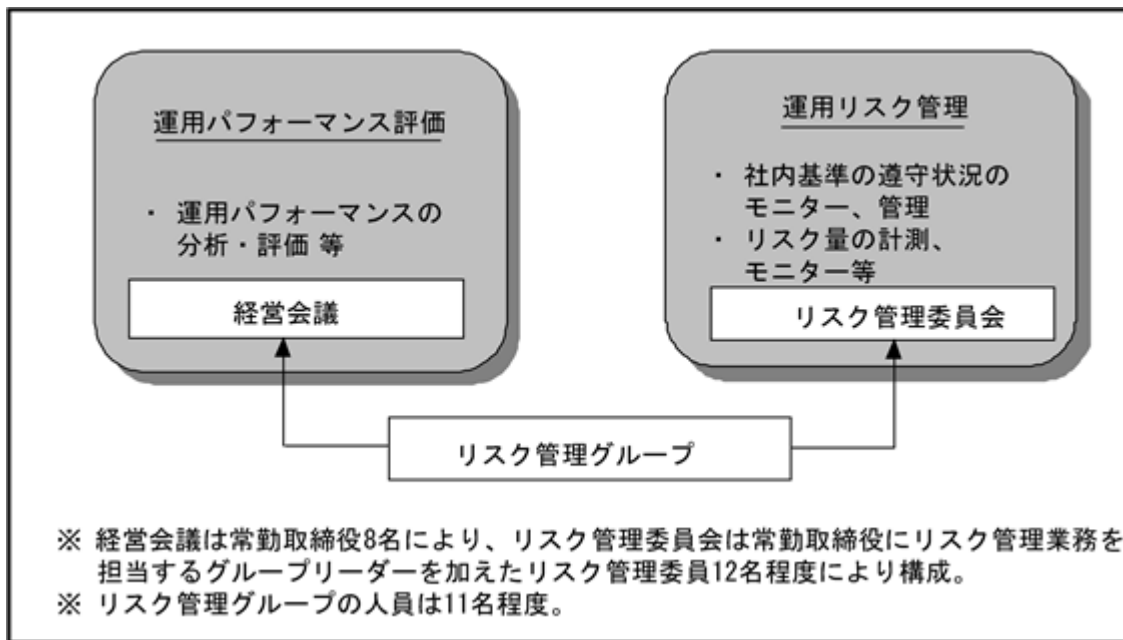 運用パフォーマンス評価
・ 運用パフォーマンスの
分析・評価 等
経営会議
運用リスク管理
・ 社内基準の遵守状況の
モニター、管理
・ リスク量の計測、
モニター等
リスク管理委員会
リスク管理グループ
※ 経営会議は常勤取締役8名により、リスク管理委員会は常勤取締役にリスク管理業務を
担当するグループリーダーを加えたリスク管理委員12名程度により構成。
※ リスク管理グループの人員は11名程度。